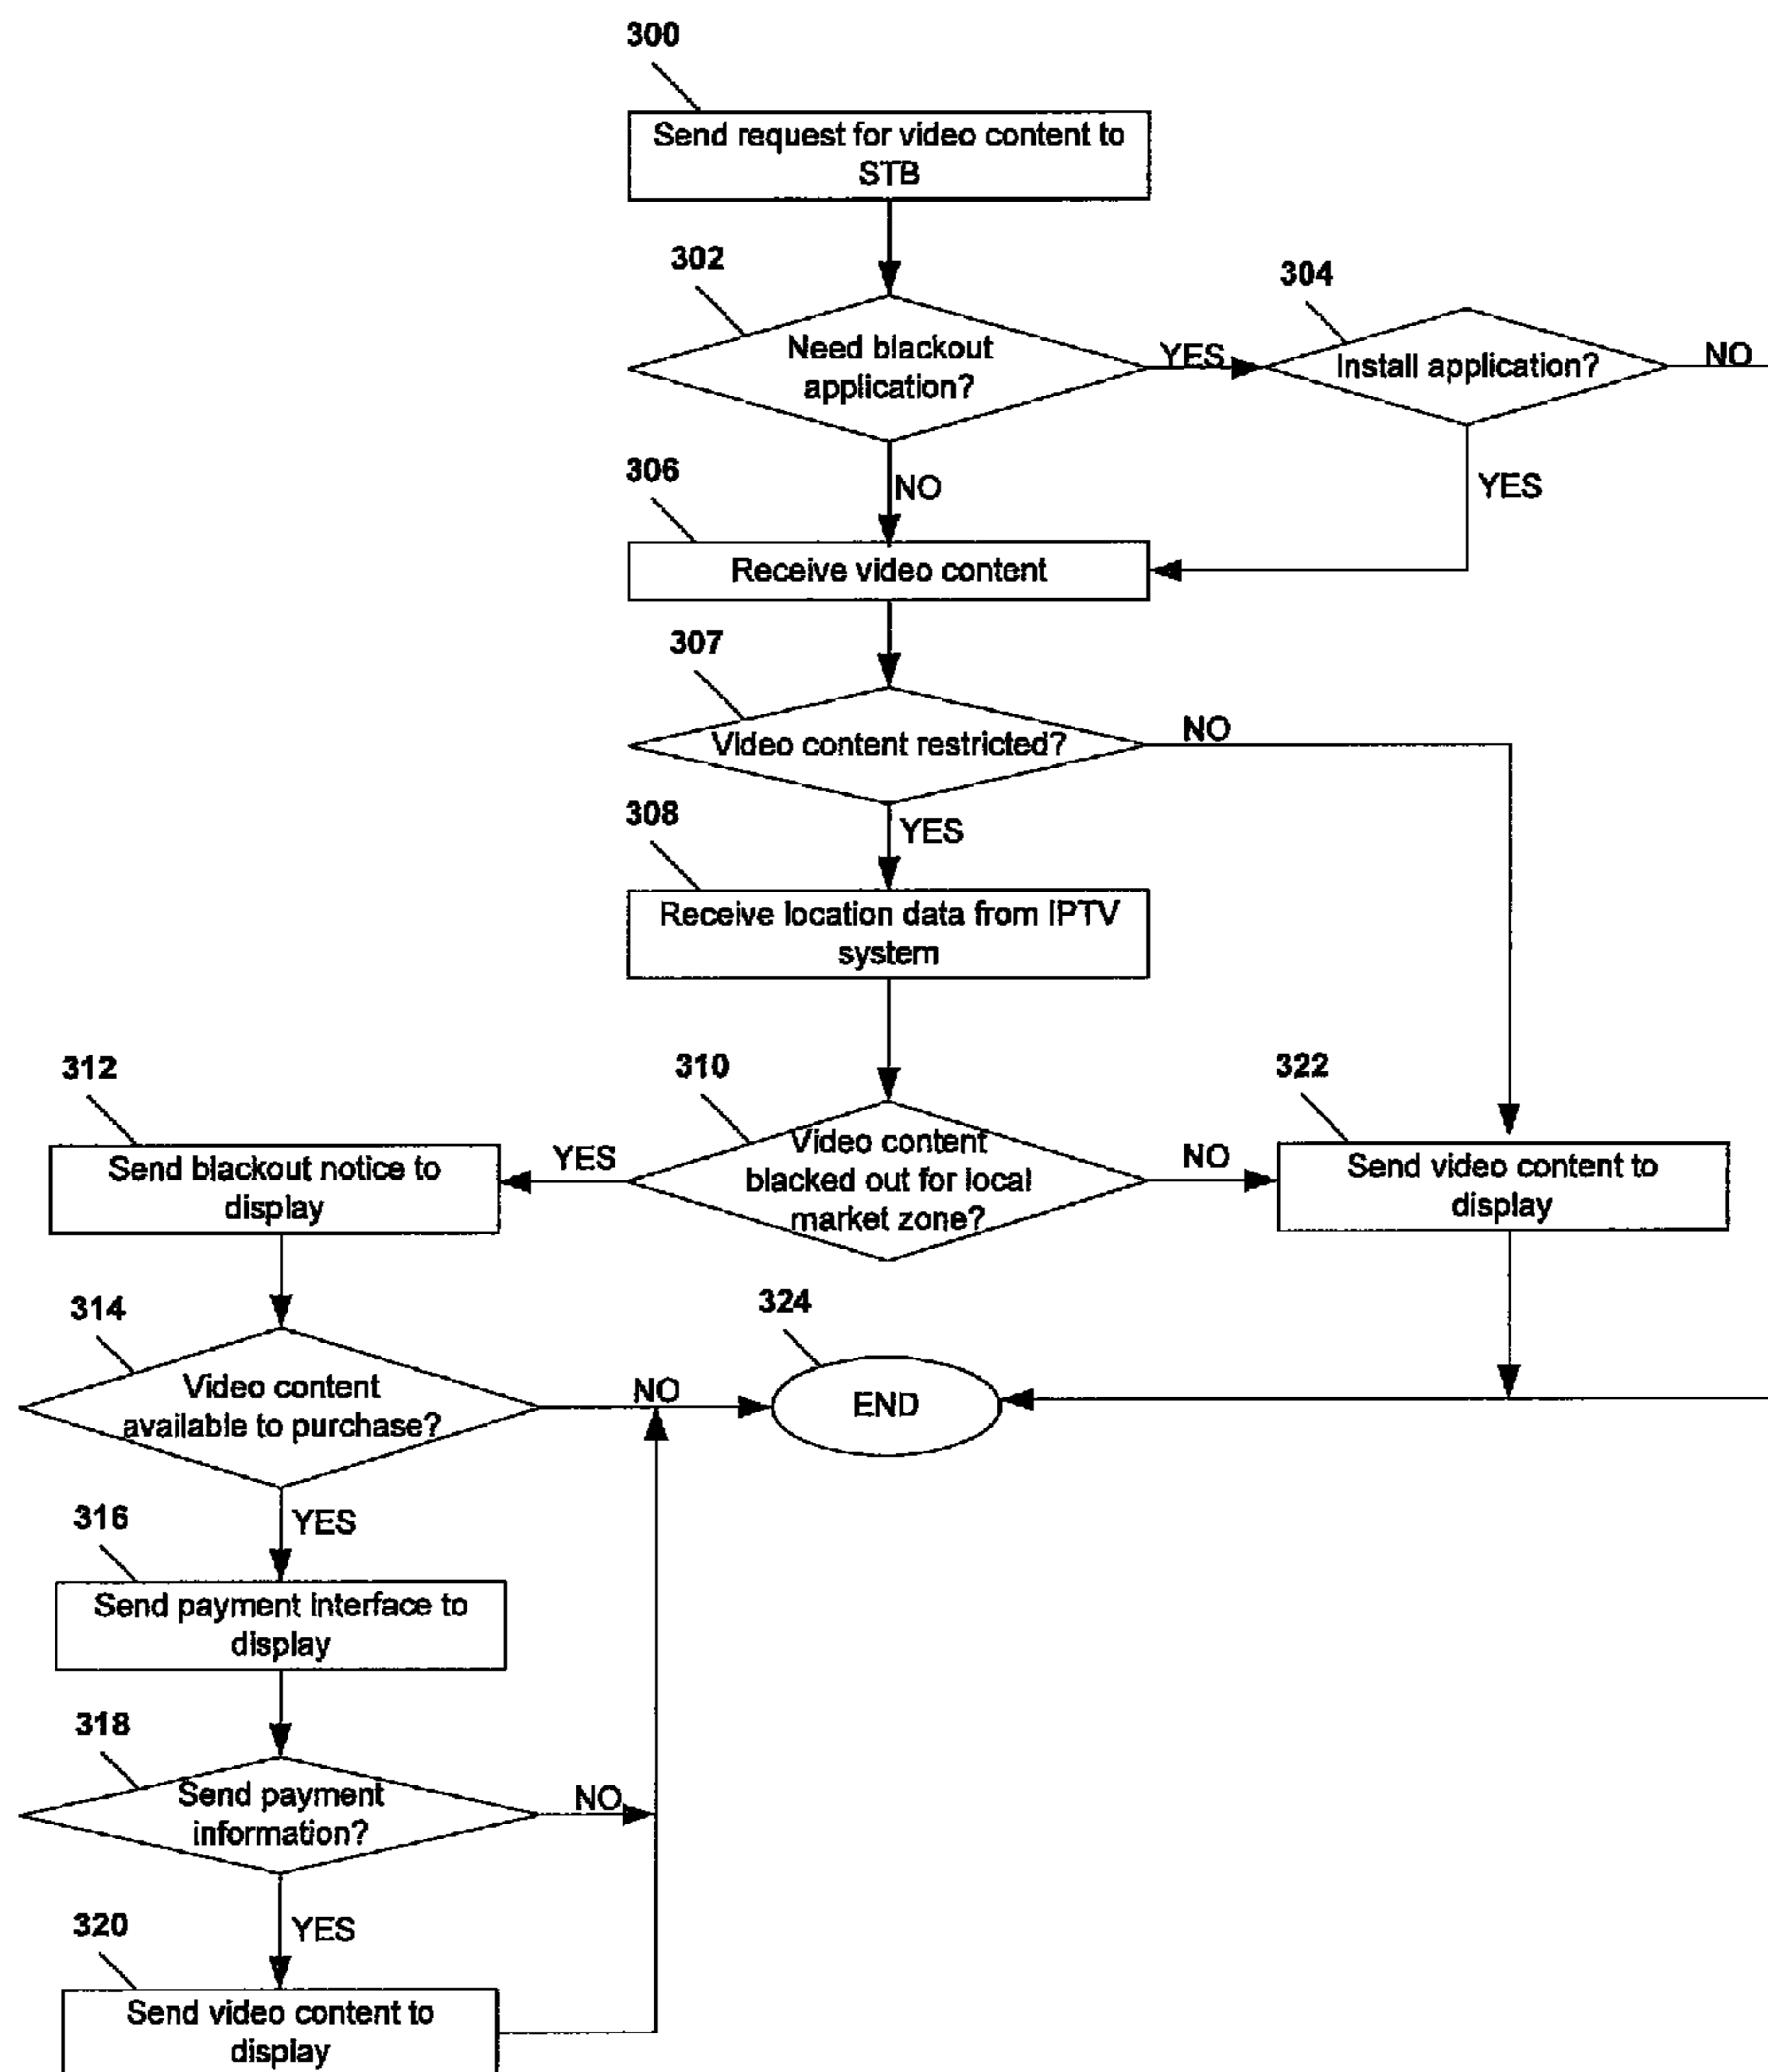 300
Send request for video content to
STB
302
Need blackout
application?
YES
304
Install application?
NO
306
NO
YES
Receive video content
307
Video content restricted?
NO
308
YES
Receive location data from IPTV
system
312
Send blackout notice to
display
YES
310
Video content
blacked out for local
market zone?
NO
322
Send video content to
display
314
Video content
available to purchase?
NO
324
END
316
YES
Send payment interface to
display
318
Send payment
information?
NO
320
YES
Send video content to
display